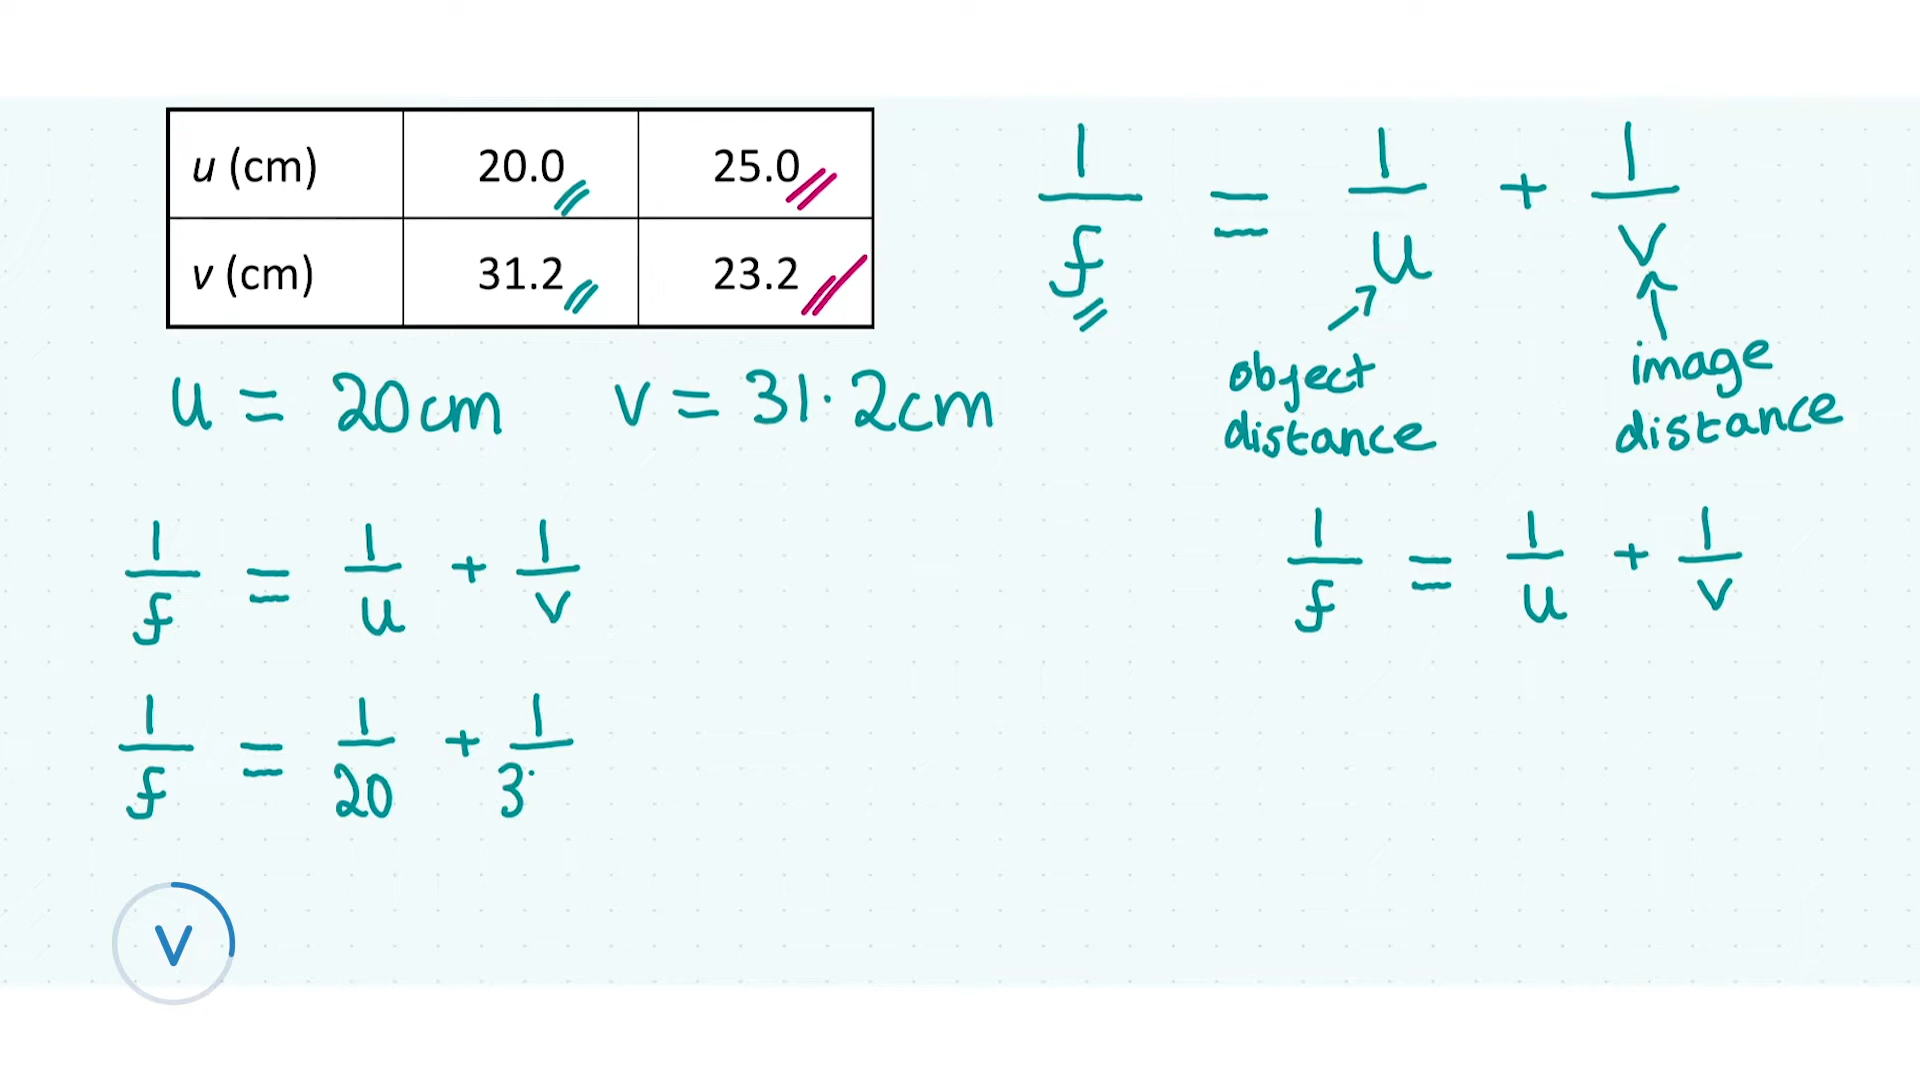 u (cm) 20.0 25.0
v (cm) 31.2 23.2
1/f = 1/u + 1/v
object distance
image distance
u = 20cm v = 31·2cm
1/f = 1/u + 1/v
1/f = 1/u + 1/v
1/f = 1/20 + 1/3
V